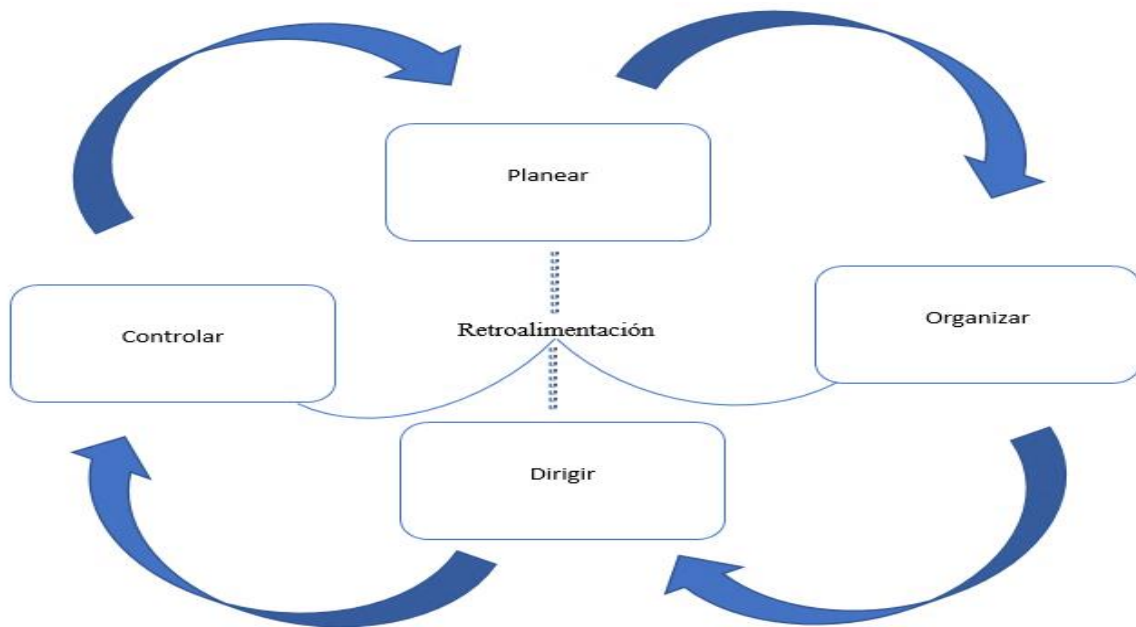 Planear
Organizar
Controlar
Retroalimentación
Dirigir